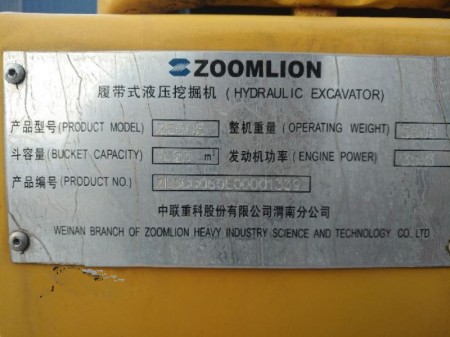 ZOOMLION
履带式液压挖掘机 (HYDRAULIC EXCAVATOR)
产品型号(PRODUCT MODEL) 整机重量 (OPERATING WEIGHT)
斗容量(BUCKET CAPACITY) m³ 发动机功率 (ENGINE POWER)
产品编号(PRODUCT NO.)
中联重科股份有限公司渭南分公司
WEINAN BRANCH OF ZOOMLION HEAVY INDUSTRY SCIENCE AND TECHNOLOGY CO. LTD